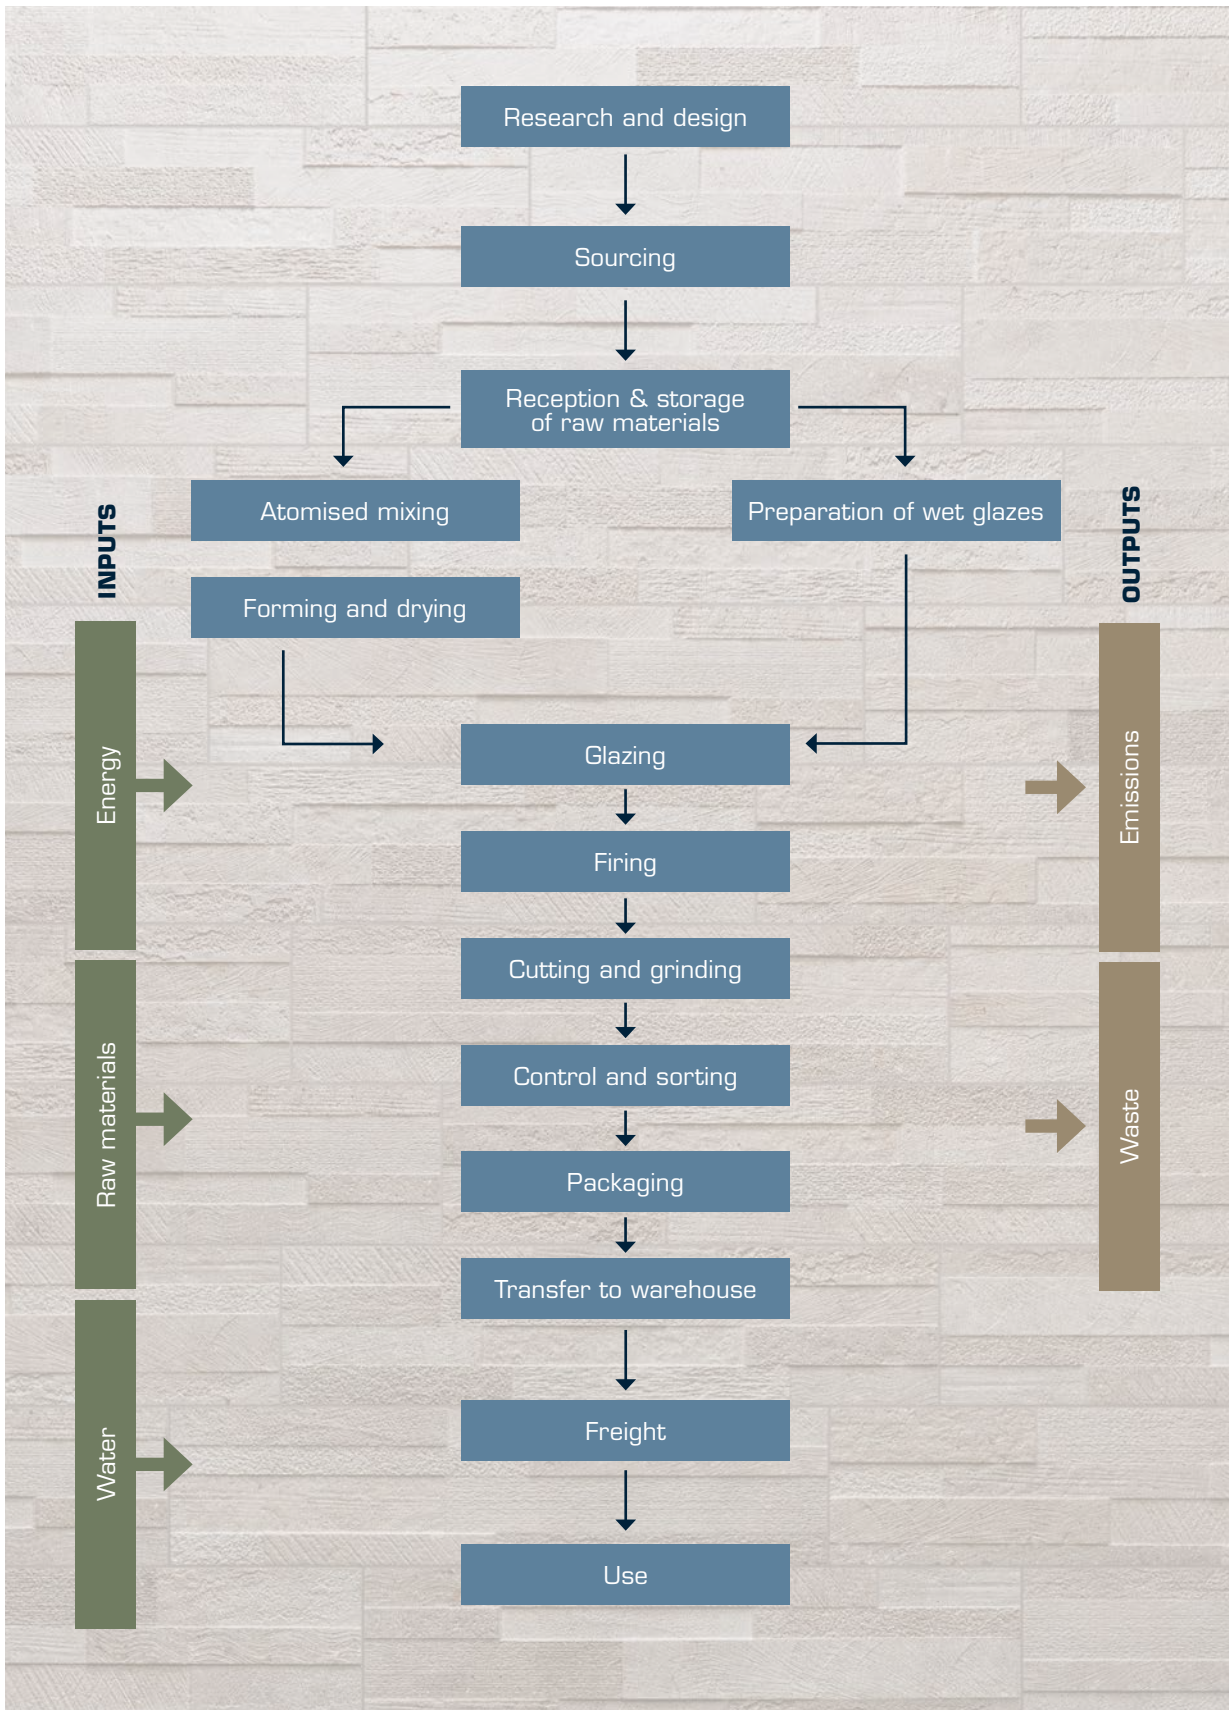 Research and design
Sourcing
Reception & storage
of raw materials
Atomised mixing
Preparation of wet glazes
INPUTS
OUTPUTS
Forming and drying
Energy
Glazing
Emissions
Firing
Cutting and grinding
Raw materials
Control and sorting
Waste
Packaging
Transfer to warehouse
Water
Freight
Use